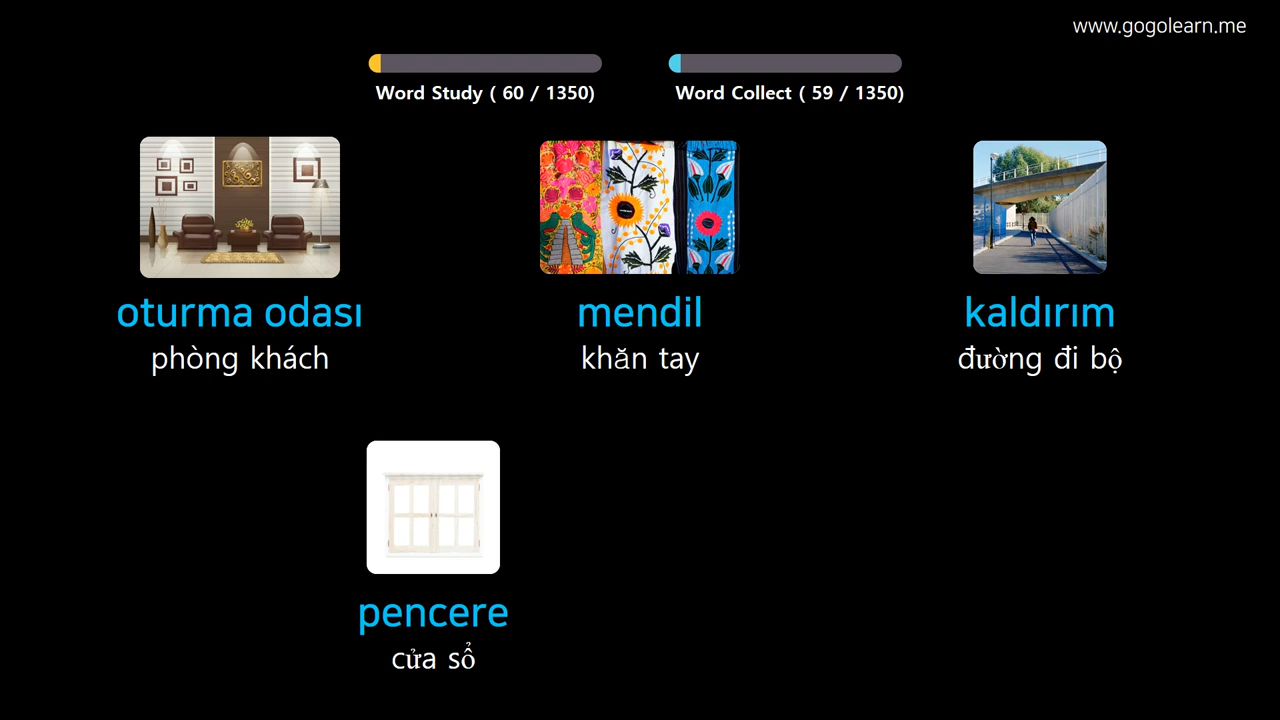 www.gogolearn.me
Word Study ( 60 / 1350)
Word Collect ( 59 / 1350)
oturma odası
phòng khách
mendil
khăn tay
kaldırım
đường đi bộ
pencere
cửa sổ